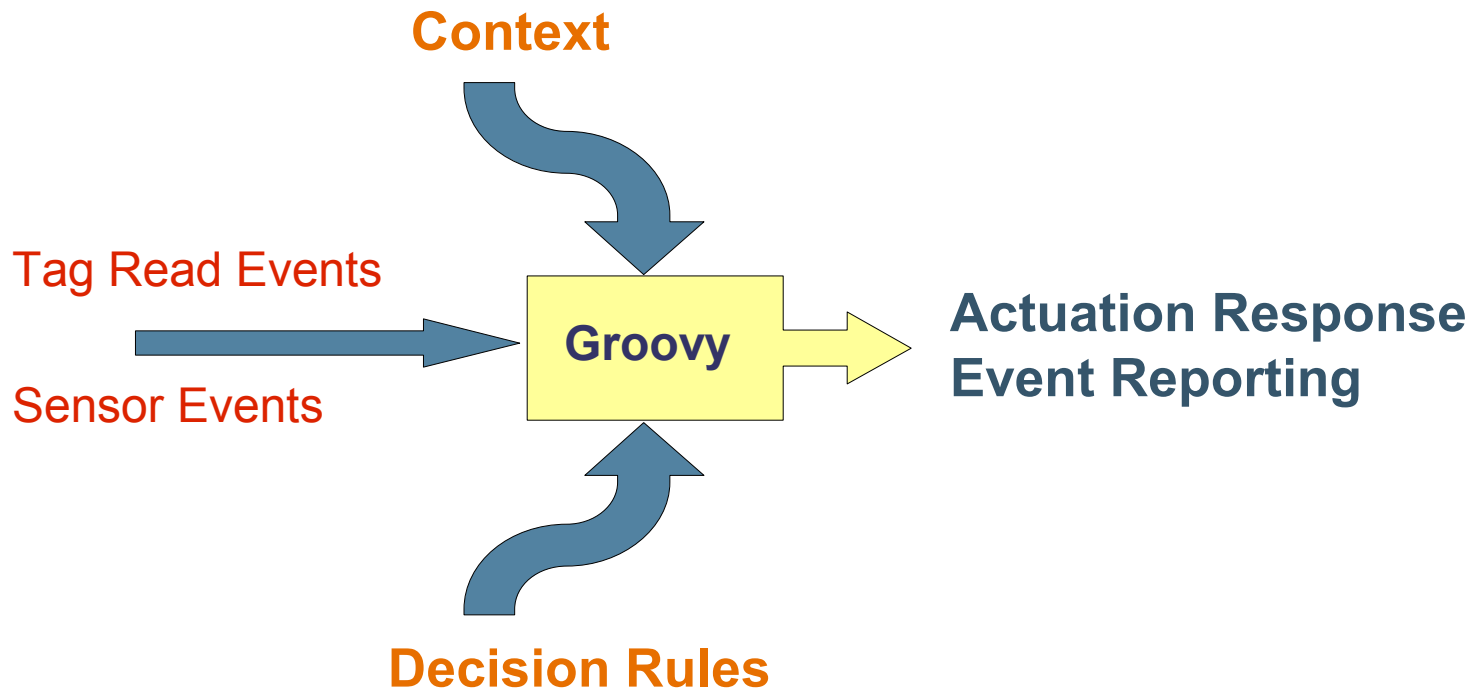 Context
Tag Read Events
Sensor Events
Groovy
Actuation Response
Event Reporting
Decision Rules